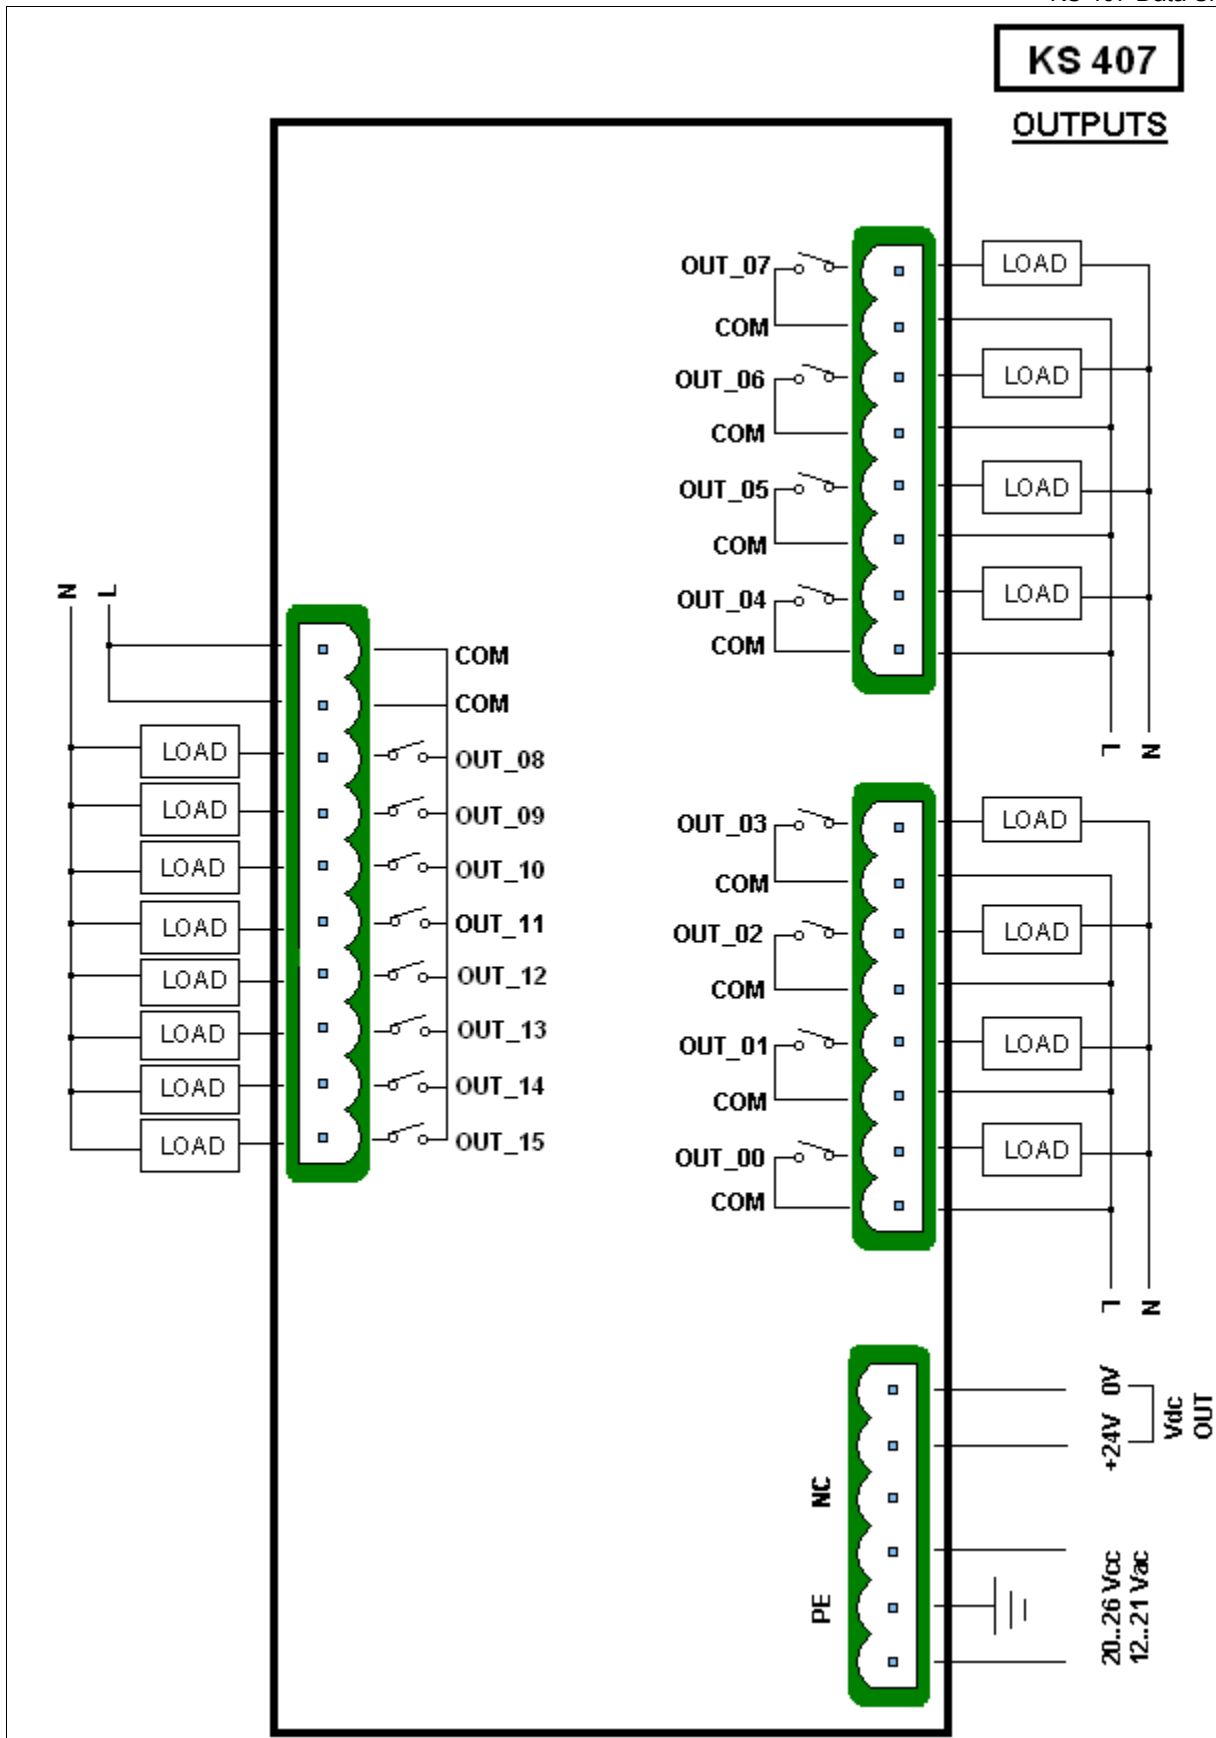 KS 407
OUTPUTS
OUT_07
LOAD
COM
OUT_06
LOAD
COM
OUT_05
LOAD
COM
OUT_04
LOAD
COM
L
N
N
L
COM
COM
LOAD
OUT_08
LOAD
OUT_09
LOAD
OUT_10
LOAD
OUT_11
LOAD
OUT_12
LOAD
OUT_13
LOAD
OUT_14
LOAD
OUT_15
OUT_03
LOAD
COM
OUT_02
LOAD
COM
OUT_01
LOAD
COM
OUT_00
LOAD
COM
L
N
+24V 0V
Vdc
OUT
NC
PE
20..26 Vcc
12..21 Vac